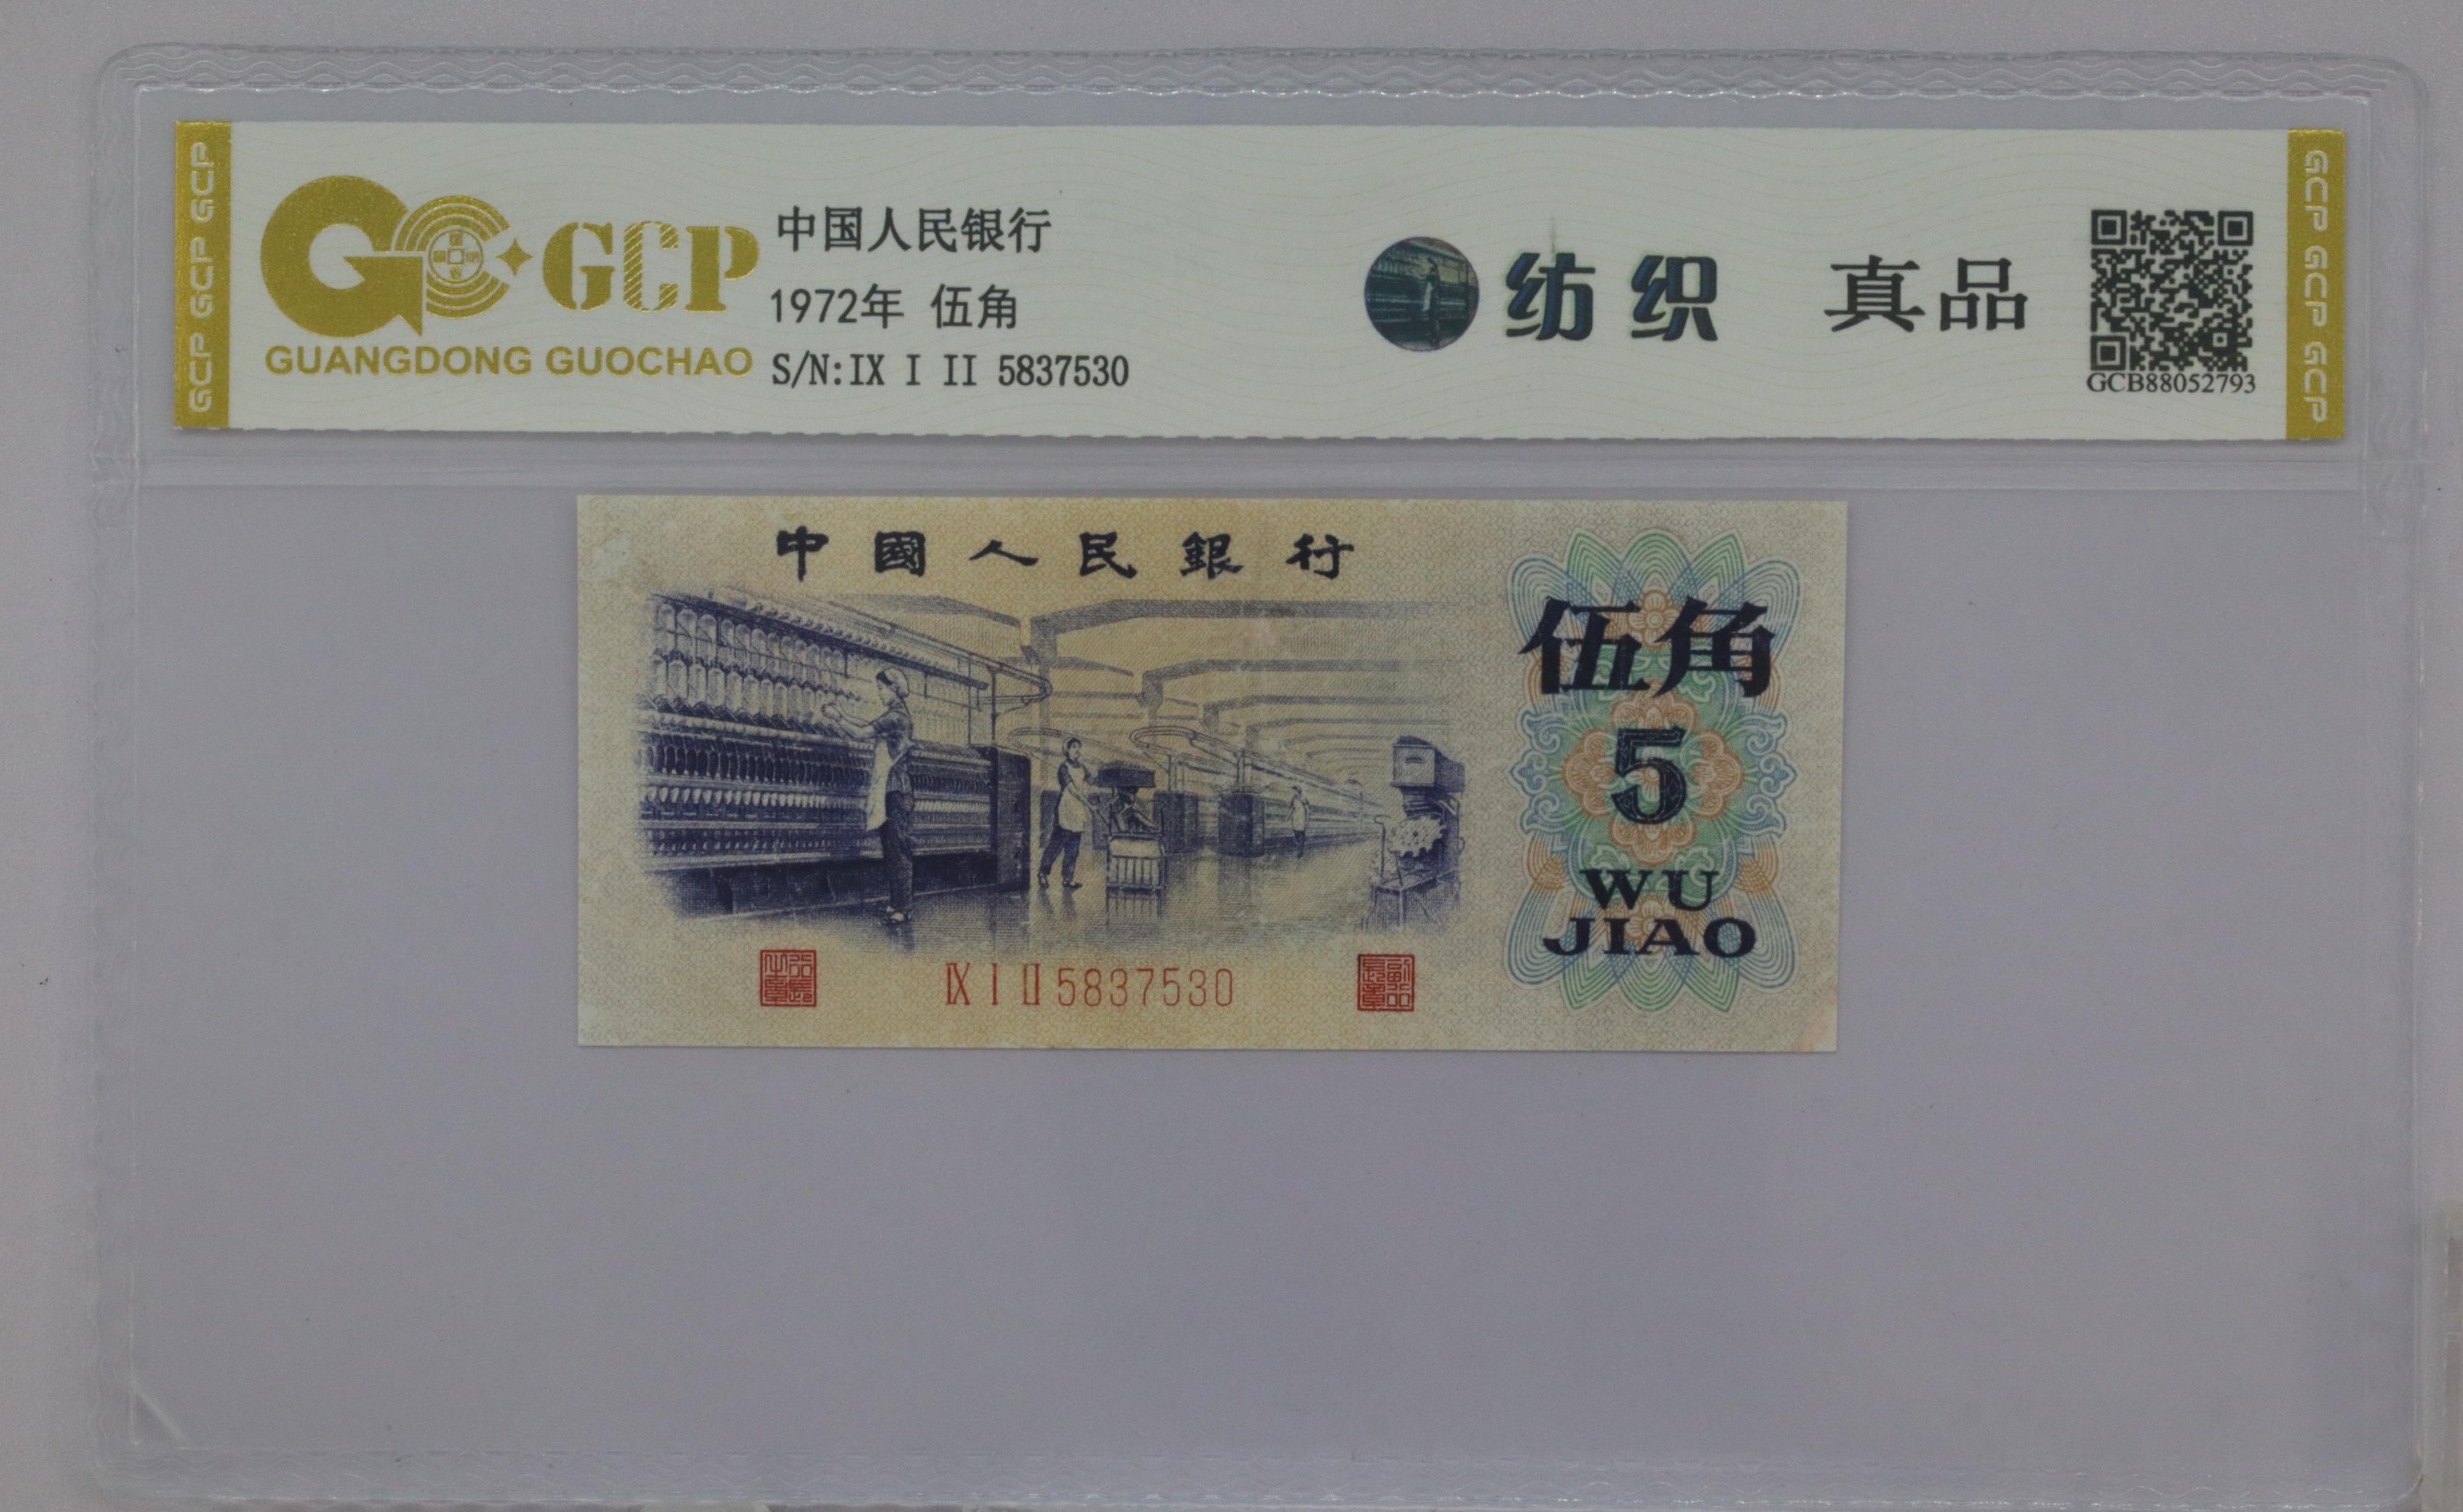 GCP GCP GCP
GCP
GUANGDONG GUOCHAO
中国人民银行
1972年 伍角
S/N:IX I II 5837530
纺织
真品
GCB88052793
GCP GCP GCP
中國人民銀行
伍角
5
WU
JIAO
IX I II 5837530